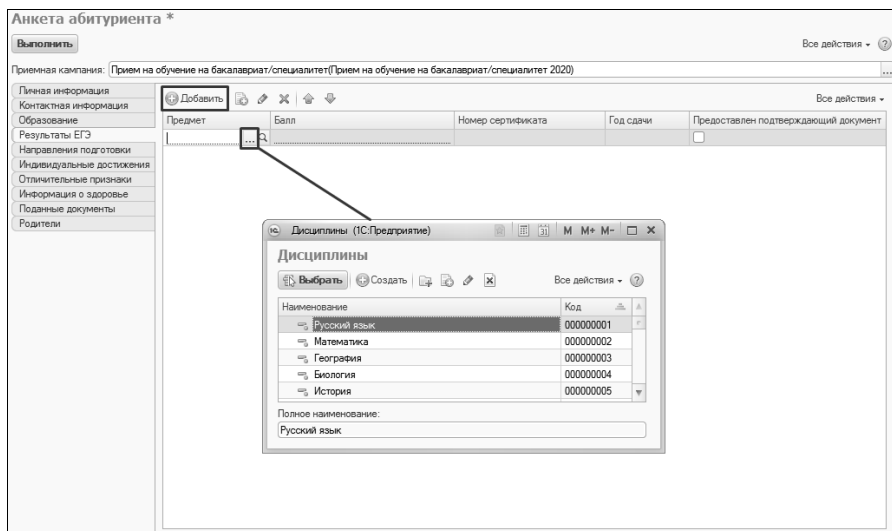 Анкета абитуриента *
Выполнить
Все действия
Приемная кампания: Прием на обучение на бакалавриат/специалитет(Прием на обучение на бакалавриат/специалитет 2020)
Личная информация
Контактная информация
Образование
Результаты ЕГЭ
Направления подготовки
Индивидуальные достижения
Отличительные признаки
Информация о здоровье
Поданные документы
Родители
Добавить
Все действия
Предмет Балл Номер сертификата Год сдачи Предоставлен подтверждающий документ
Дисциплины (1С:Предприятие) M M+ M-
Дисциплины
Выбрать Создать Все действия
Наименование Код
Русский язык 000000001
Математика 000000002
География 000000003
Биология 000000004
История 000000005
Полное наименование:
Русский язык